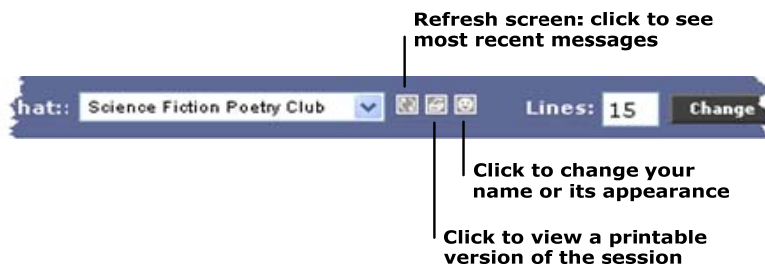 Refresh screen: click to see
most recent messages
hat:: Science Fiction Poetry Club Lines: 15 Change
Click to change your
name or its appearance
Click to view a printable
version of the session